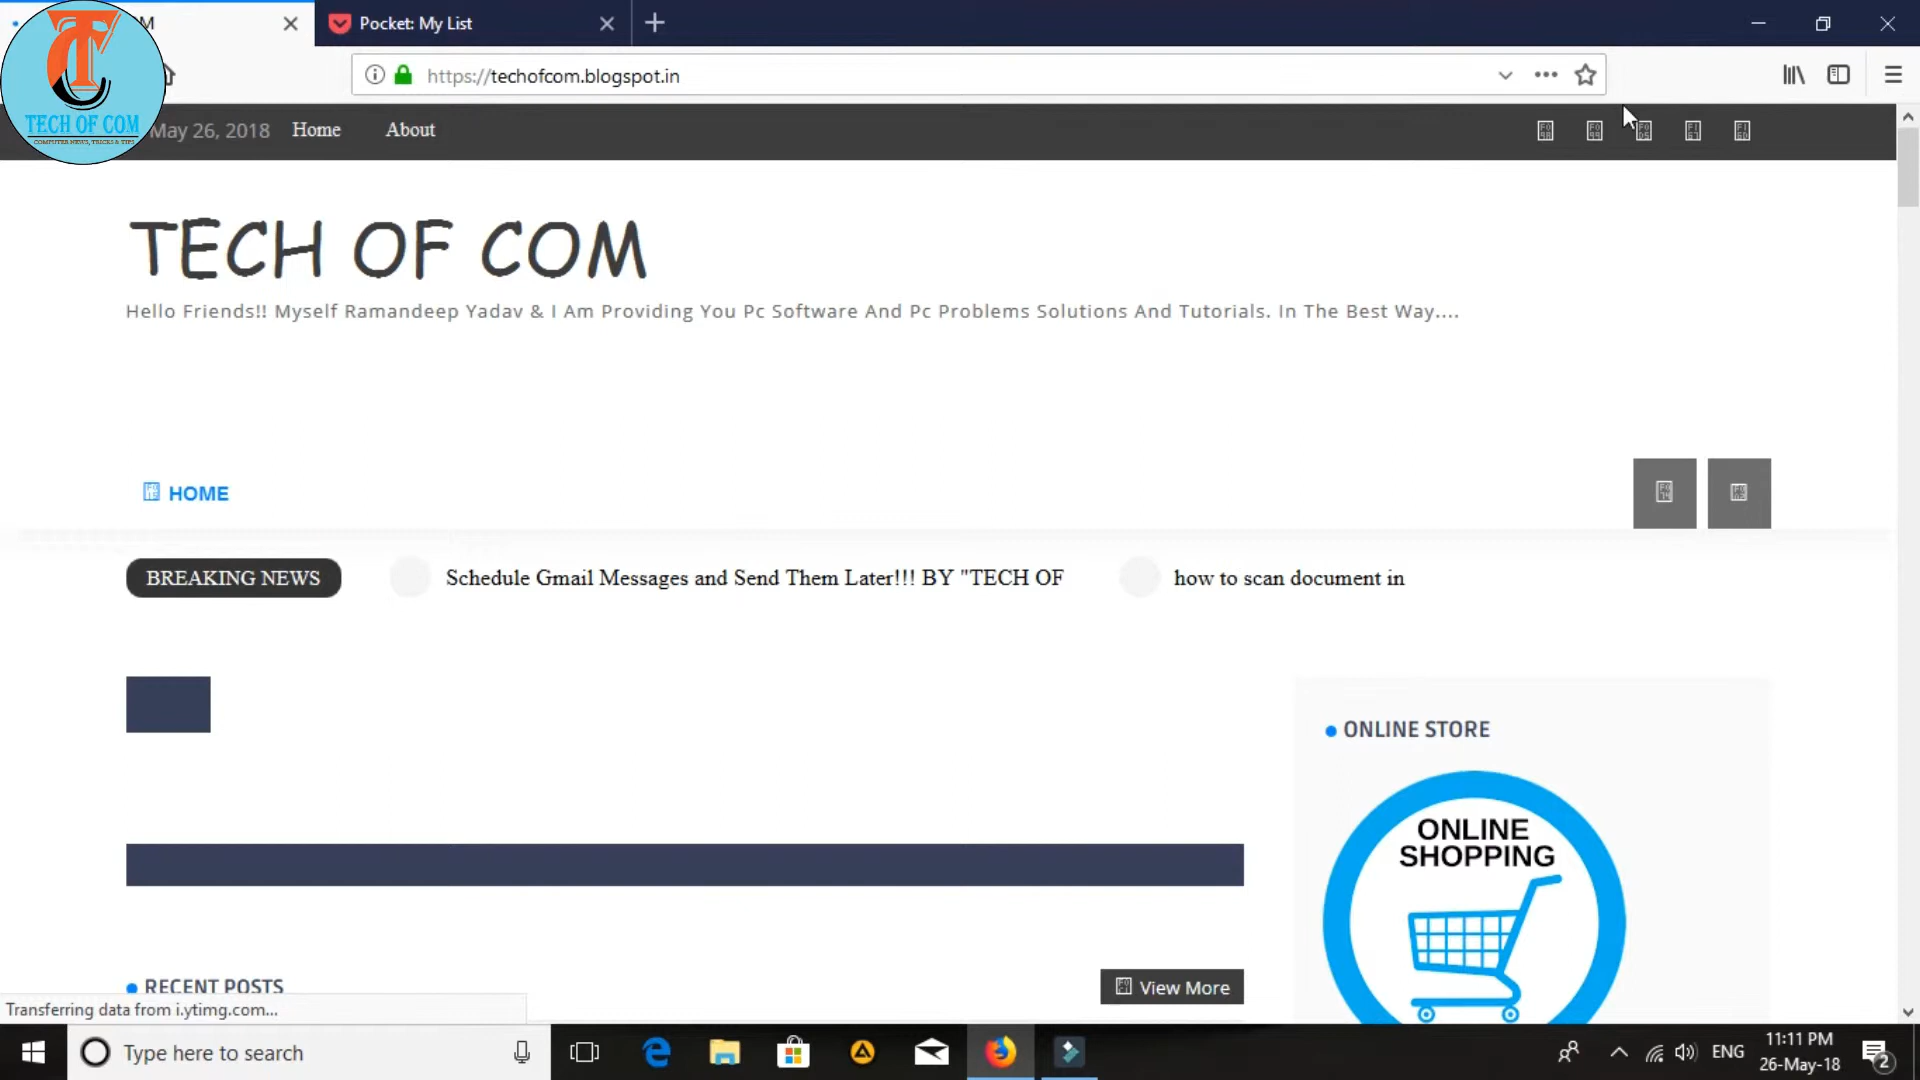 M
Pocket: My List
https://techofcom.blogspot.in
TECH OF COM
COMPUTER NEWS, TRICKS & TIPS
May 26, 2018
Home
About
TECH OF COM
Hello Friends!! Myself Ramandeep Yadav & I Am Providing You Pc Software And Pc Problems Solutions And Tutorials. In The Best Way....
HOME
BREAKING NEWS
Schedule Gmail Messages and Send Them Later!!! BY "TECH OF
how to scan document in
ONLINE STORE
ONLINE
SHOPPING
RECENT POSTS
View More
Transferring data from i.ytimg.com...
Type here to search
ENG
11:11 PM
26-May-18
2